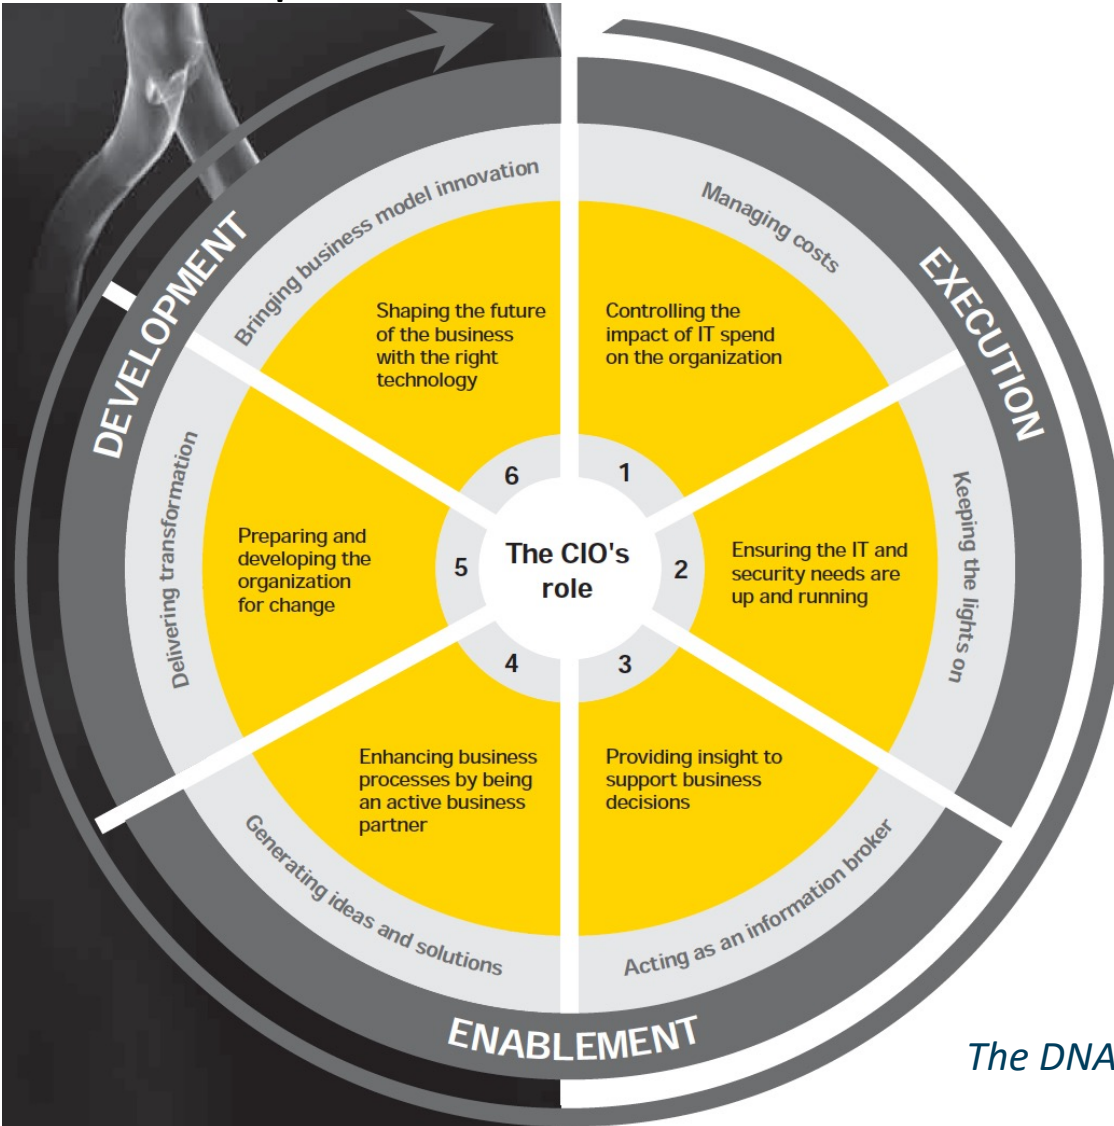 The CIO's
role
EXECUTION
1
Managing costs
Controlling the
impact of IT spend
on the organization
2
Keeping the lights on
Ensuring the IT and
security needs are
up and running
ENABLEMENT
3
Acting as an information broker
Providing insight to
support business
decisions
4
Generating ideas and solutions
Enhancing business
processes by being
an active business
partner
DEVELOPMENT
5
Delivering transformation
Preparing and
developing the
organization
for change
6
Bringing business model innovation
Shaping the future
of the business
with the right
technology
The DNA